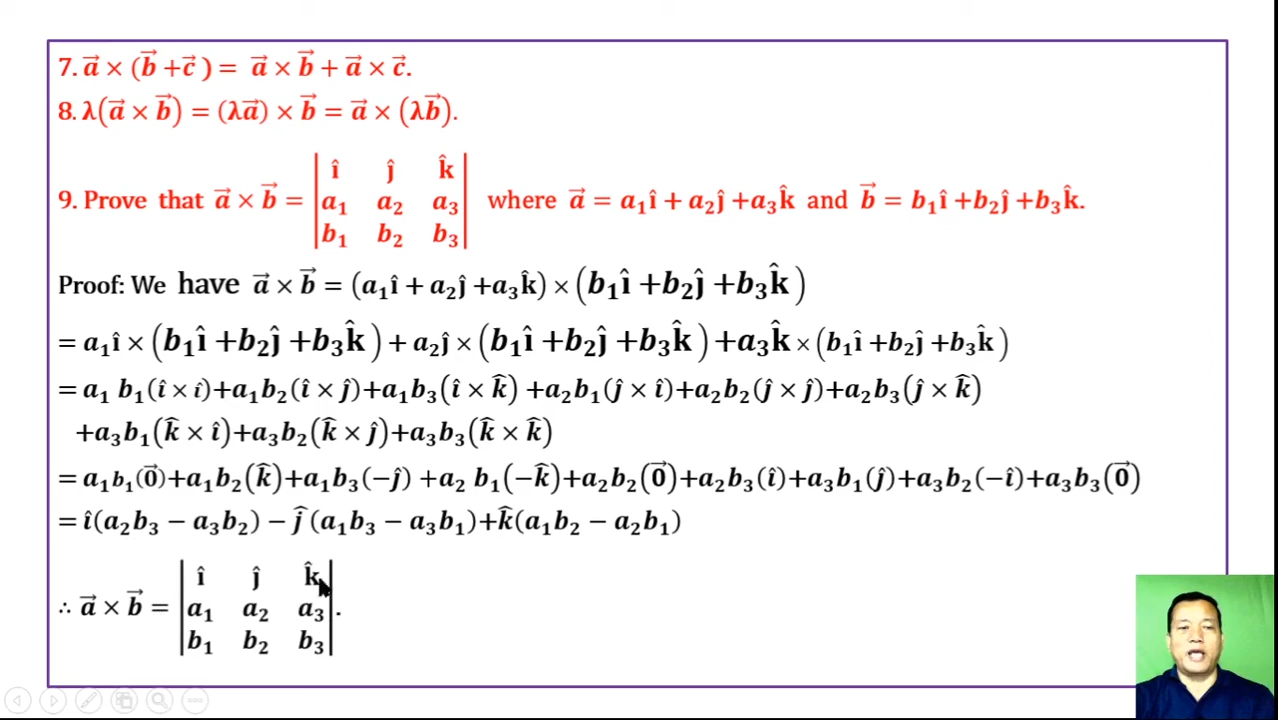 7. a⃗ × (b⃗ +c⃗ ) = a⃗ × b⃗ + a⃗ × c⃗.
8. λ(a⃗ × b⃗) = (λa⃗) × b⃗ = a⃗ × (λb⃗).
9. Prove that a⃗ × b⃗ = | î ĵ k̂ ; a₁ a₂ a₃ ; b₁ b₂ b₃ | where a⃗ = a₁î + a₂ĵ +a₃k̂ and b⃗ = b₁î +b₂ĵ +b₃k̂.
Proof: We have a⃗ × b⃗ = (a₁î + a₂ĵ +a₃k̂) × (b₁î +b₂ĵ +b₃k̂)
= a₁î × (b₁î +b₂ĵ +b₃k̂) + a₂ĵ × (b₁î +b₂ĵ +b₃k̂) +a₃k̂ × (b₁î +b₂ĵ +b₃k̂)
= a₁ b₁(î × î)+a₁b₂(î × ĵ)+a₁b₃(î × k̂) +a₂b₁(ĵ × î)+a₂b₂(ĵ × ĵ)+a₂b₃(ĵ × k̂)
+a₃b₁(k̂ × î)+a₃b₂(k̂ × ĵ)+a₃b₃(k̂ × k̂)
= a₁b₁(0⃗)+a₁b₂(k̂)+a₁b₃(−ĵ) +a₂ b₁(−k̂)+a₂b₂(0⃗)+a₂b₃(î)+a₃b₁(ĵ)+a₃b₂(−î)+a₃b₃(0⃗)
= î(a₂b₃ − a₃b₂) − ĵ (a₁b₃ − a₃b₁)+k̂(a₁b₂ − a₂b₁)
∴ a⃗ × b⃗ = | î ĵ k̂ ; a₁ a₂ a₃ ; b₁ b₂ b₃ |.